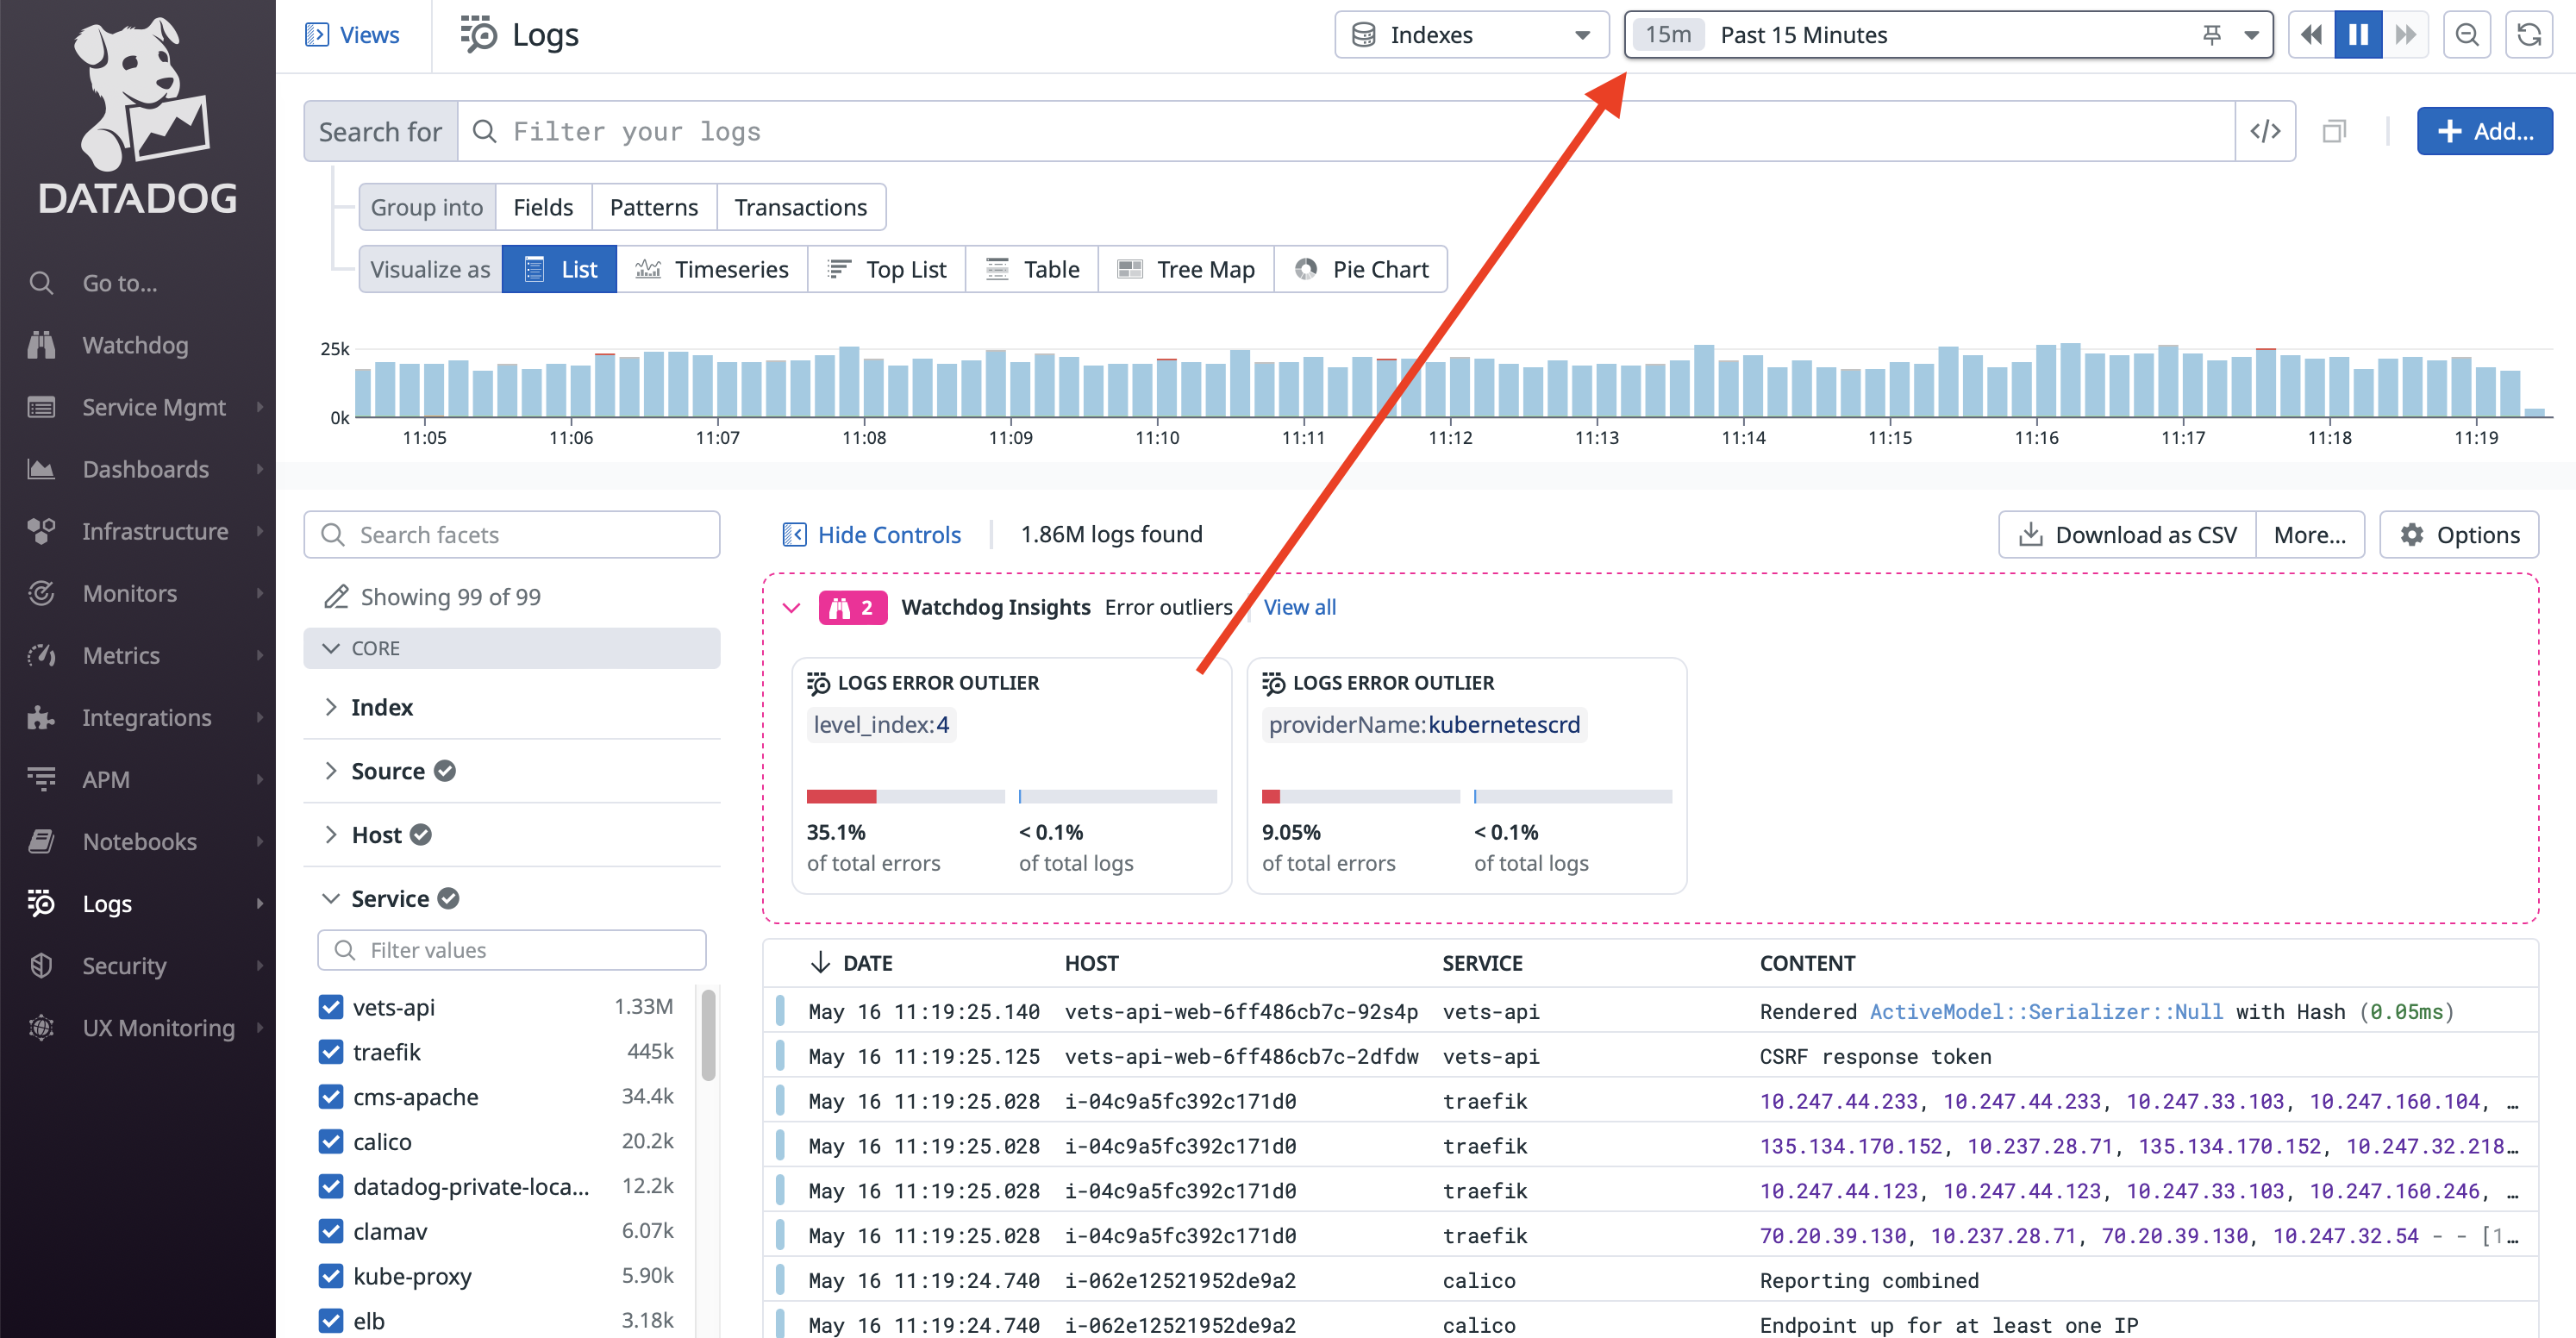 DATADOG
Go to...
Watchdog
Service Mgmt
Dashboards
Infrastructure
Monitors
Metrics
Integrations
APM
Notebooks
Logs
Security
UX Monitoring
Views
Logs
Indexes
15m Past 15 Minutes
Search for Filter your logs
</>
Add...
Group into Fields Patterns Transactions
Visualize as List Timeseries Top List Table Tree Map Pie Chart
25k
0k
11:05 11:06 11:07 11:08 11:09 11:10 11:11 11:12 11:13 11:14 11:15 11:16 11:17 11:18 11:19
Search facets
Showing 99 of 99
CORE
Index
Source
Host
Service
Filter values
vets-api 1.33M
traefik 445k
cms-apache 34.4k
calico 20.2k
datadog-private-loca... 12.2k
clamav 6.07k
kube-proxy 5.90k
elb 3.18k
Hide Controls 1.86M logs found
Download as CSV More... Options
2 Watchdog Insights Error outliers View all
LOGS ERROR OUTLIER
level_index:4
35.1% < 0.1%
of total errors of total logs
LOGS ERROR OUTLIER
providerName:kubernetescrd
9.05% < 0.1%
of total errors of total logs
DATE HOST SERVICE CONTENT
May 16 11:19:25.140 vets-api-web-6ff486cb7c-92s4p vets-api Rendered ActiveModel::Serializer::Null with Hash (0.05ms)
May 16 11:19:25.125 vets-api-web-6ff486cb7c-2dfdw vets-api CSRF response token
May 16 11:19:25.028 i-04c9a5fc392c171d0 traefik 10.247.44.233, 10.247.44.233, 10.247.33.103, 10.247.160.104, …
May 16 11:19:25.028 i-04c9a5fc392c171d0 traefik 135.134.170.152, 10.237.28.71, 135.134.170.152, 10.247.32.218…
May 16 11:19:25.028 i-04c9a5fc392c171d0 traefik 10.247.44.123, 10.247.44.123, 10.247.33.103, 10.247.160.246, …
May 16 11:19:25.028 i-04c9a5fc392c171d0 traefik 70.20.39.130, 10.237.28.71, 70.20.39.130, 10.247.32.54 - - [1…
May 16 11:19:24.740 i-062e12521952de9a2 calico Reporting combined
May 16 11:19:24.740 i-062e12521952de9a2 calico Endpoint up for at least one IP